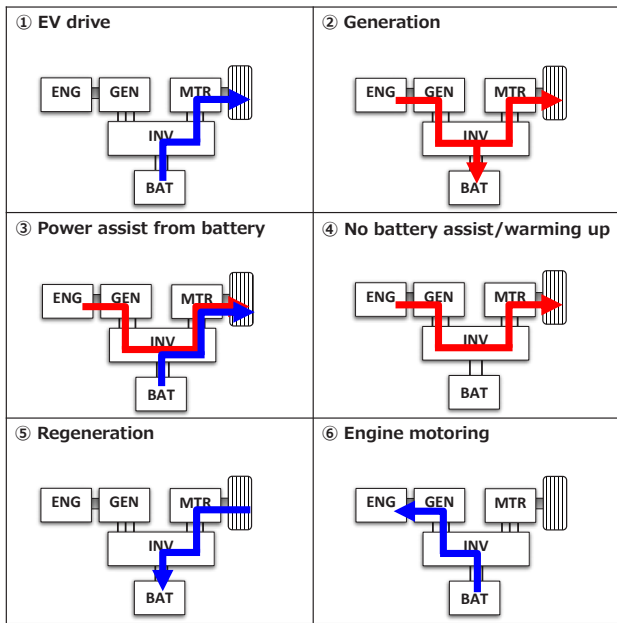 ① EV drive
ENG GEN MTR
INV
BAT
② Generation
ENG GEN MTR
INV
BAT
③ Power assist from battery
ENG GEN MTR
INV
BAT
④ No battery assist/warming up
ENG GEN MTR
INV
BAT
⑤ Regeneration
ENG GEN MTR
INV
BAT
⑥ Engine motoring
ENG GEN MTR
INV
BAT